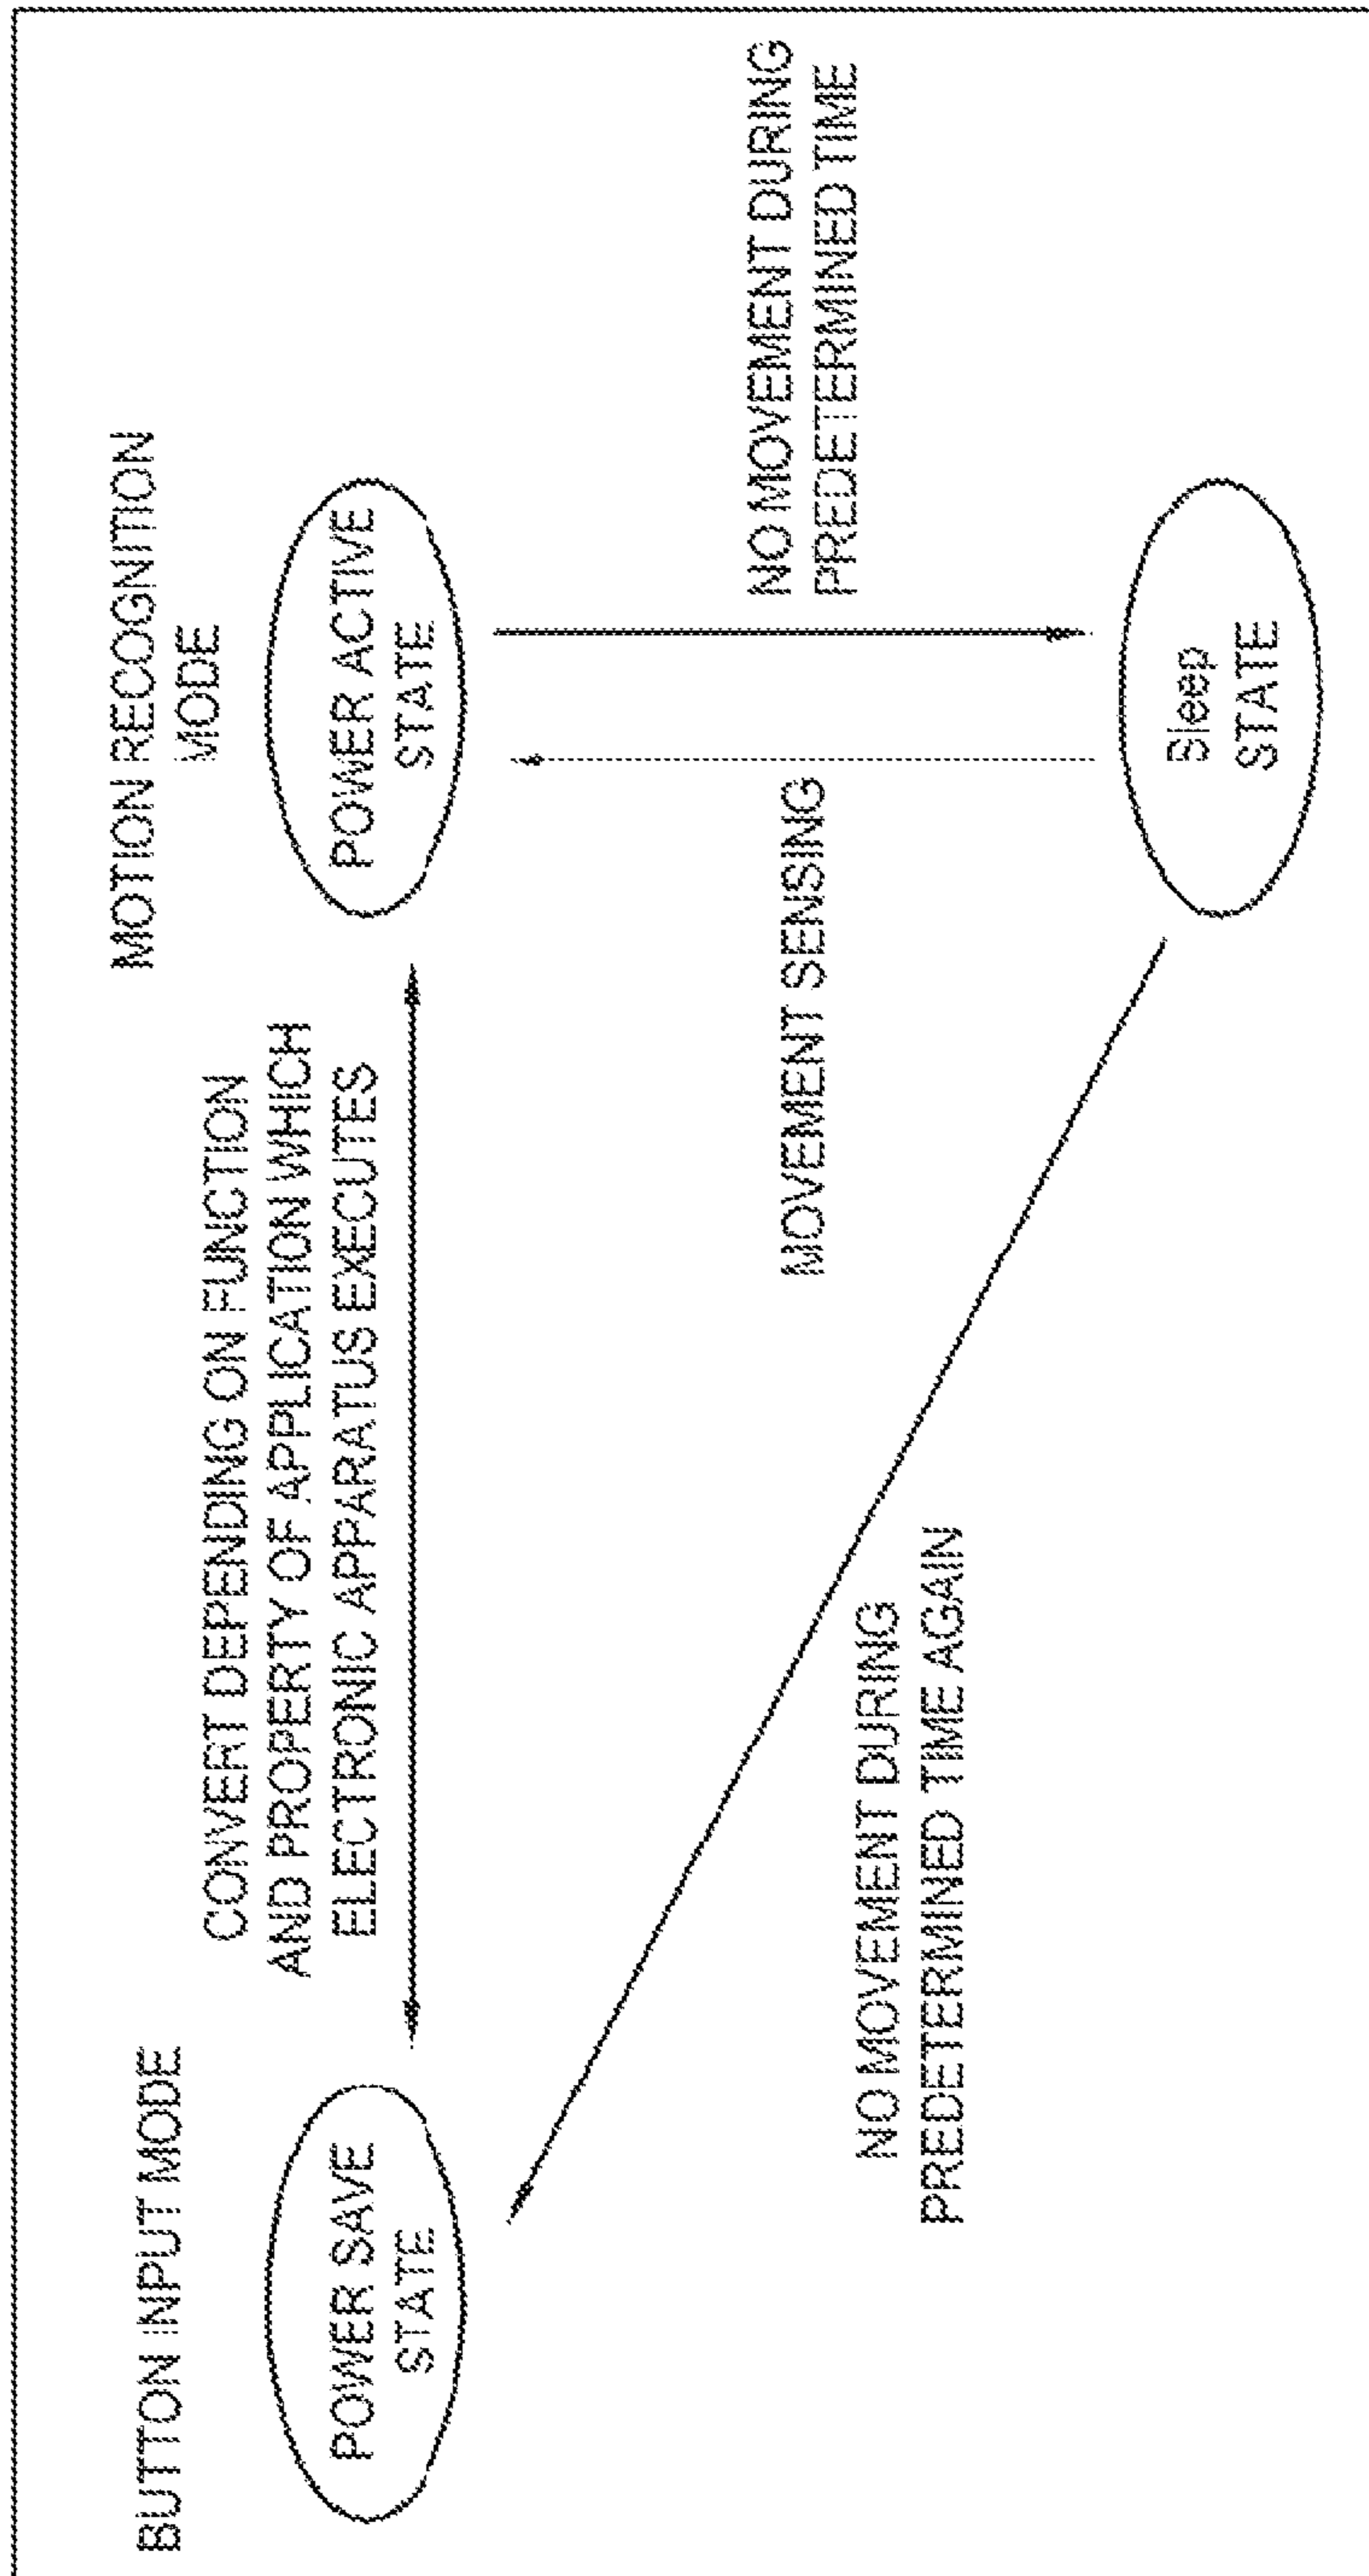 BUTTON INPUT MODE
POWER SAVE
STATE
CONVERT DEPENDING ON FUNCTION
AND PROPERTY OF APPLICATION WHICH
ELECTRONIC APPARATUS EXECUTES
MOTION RECOGNITION
MODE
POWER ACTIVE
STATE
NO MOVEMENT DURING
PREDETERMINED TIME AGAIN
MOVEMENT SENSING
NO MOVEMENT DURING
PREDETERMINED TIME
Sleep
STATE